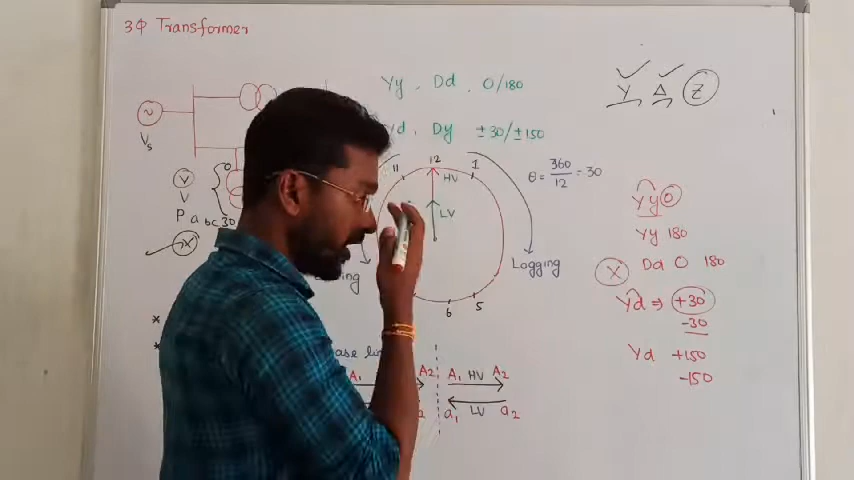 3Φ Transformer
Yy , Dd . 0/180
Dy ±30/±150
Vs
V
V
P abc 30
X
11 12 1
HV
LV
θ = 360/12 = 30
Lagging
6 5
A1 A2
A1 HV A2
a1 LV a2
Y Δ Z
Yy 0
Yy 180
Dd 0 180
X
Yd ⇒ +30
-30
Yd +150
-150